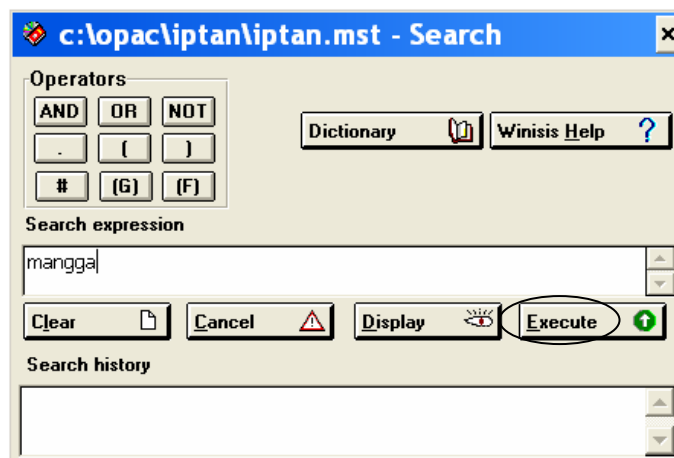 c:\opac\iptan\iptan.mst - Search
Operators
AND OR NOT
. ( )
# (G) (F)
Dictionary Winisis Help ?
Search expression
mangga
Clear Cancel Display Execute
Search history